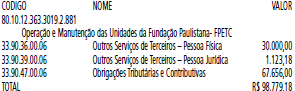 CODIGO NOME VALOR
80.10.12.363.3019.2.881
Operação e Manutenção das Unidades da Fundação Paulistana- FPETC
33.90.36.00.06 Outros Serviços de Terceiros – Pessoa Física 30.000,00
33.90.39.00.06 Outros Serviços de Terceiros – Pessoa Jurídica 1.123,18
33.90.47.00.06 Obrigações Tributárias e Contributivas 67.656,00
TOTAL R$ 98.779,18